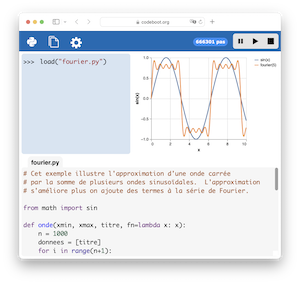 codeboot.org
666301 pas
>>> load("fourier.py")
sin(x)
fourier(x)
1.0
0.5
0.0
-0.5
-1.0
sin(x)
0 2 4 6 8 10
x
fourier.py
# Cet exemple illustre l'approximation d'une onde carrée
# par la somme de plusieurs ondes sinusoïdales. L'approximation
# s'améliore plus on ajoute des termes à la série de Fourier.
from math import sin
def onde(xmin, xmax, titre, fn=lambda x: x):
n = 1000
donnees = [titre]
for i in range(n+1):